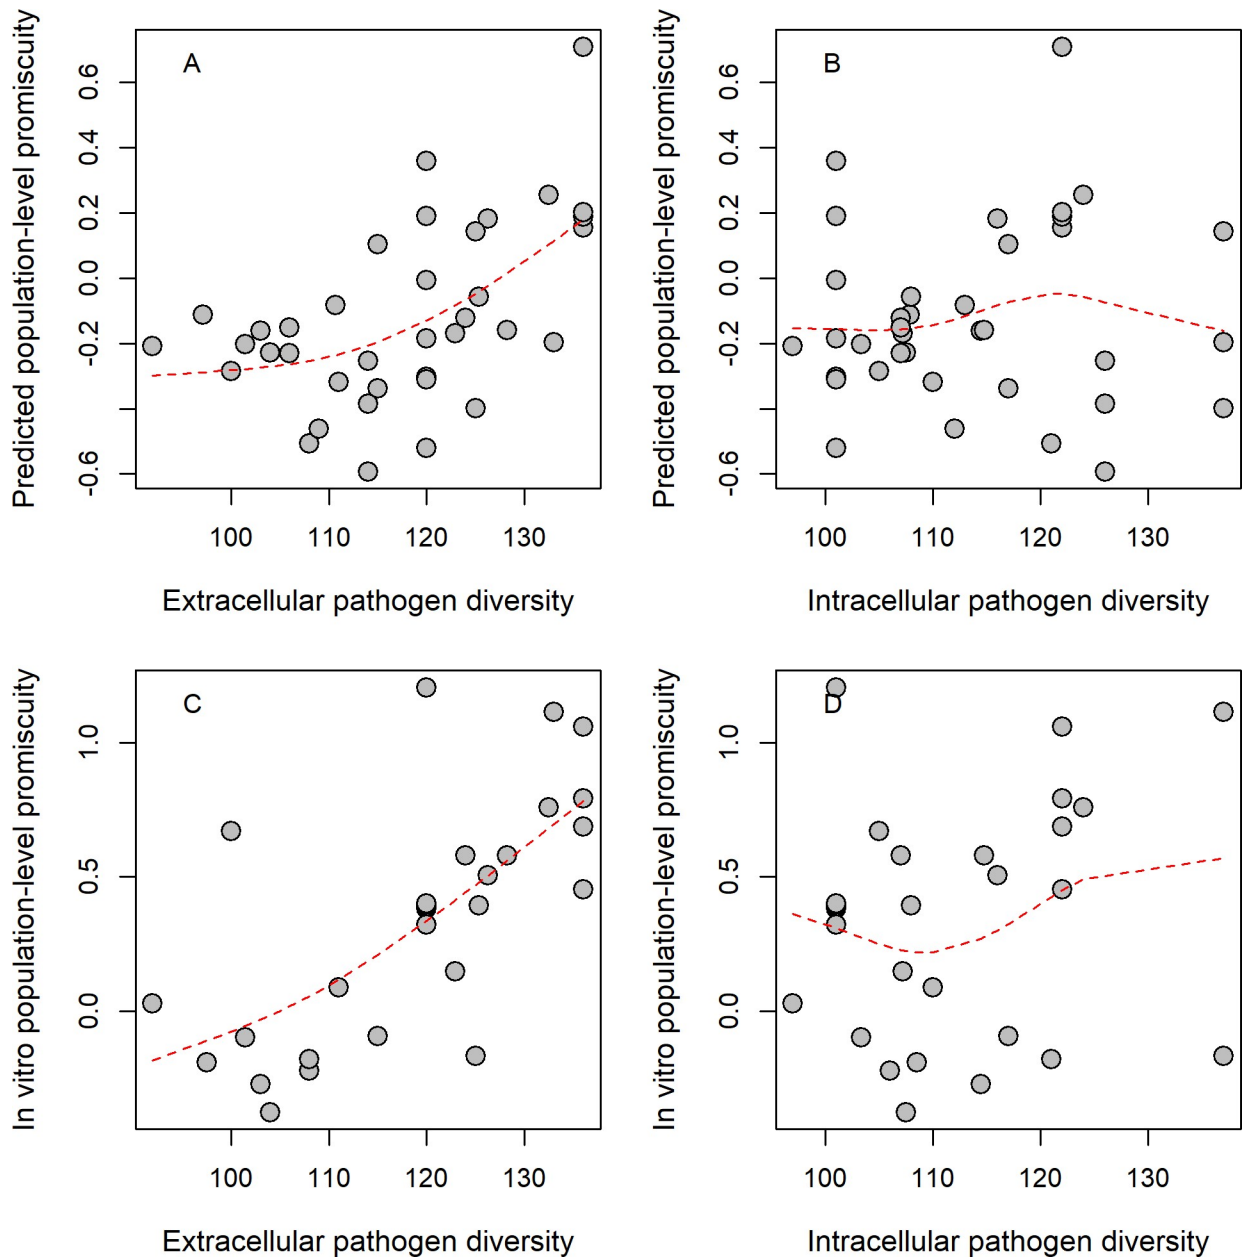 A
Predicted population-level promiscuity
-0.6 -0.2 0.0 0.2 0.4 0.6
100 110 120 130
Extracellular pathogen diversity
B
Predicted population-level promiscuity
-0.6 -0.2 0.0 0.2 0.4 0.6
100 110 120 130
Intracellular pathogen diversity
C
In vitro population-level promiscuity
0.0 0.5 1.0
100 110 120 130
Extracellular pathogen diversity
D
In vitro population-level promiscuity
0.0 0.5 1.0
100 110 120 130
Intracellular pathogen diversity